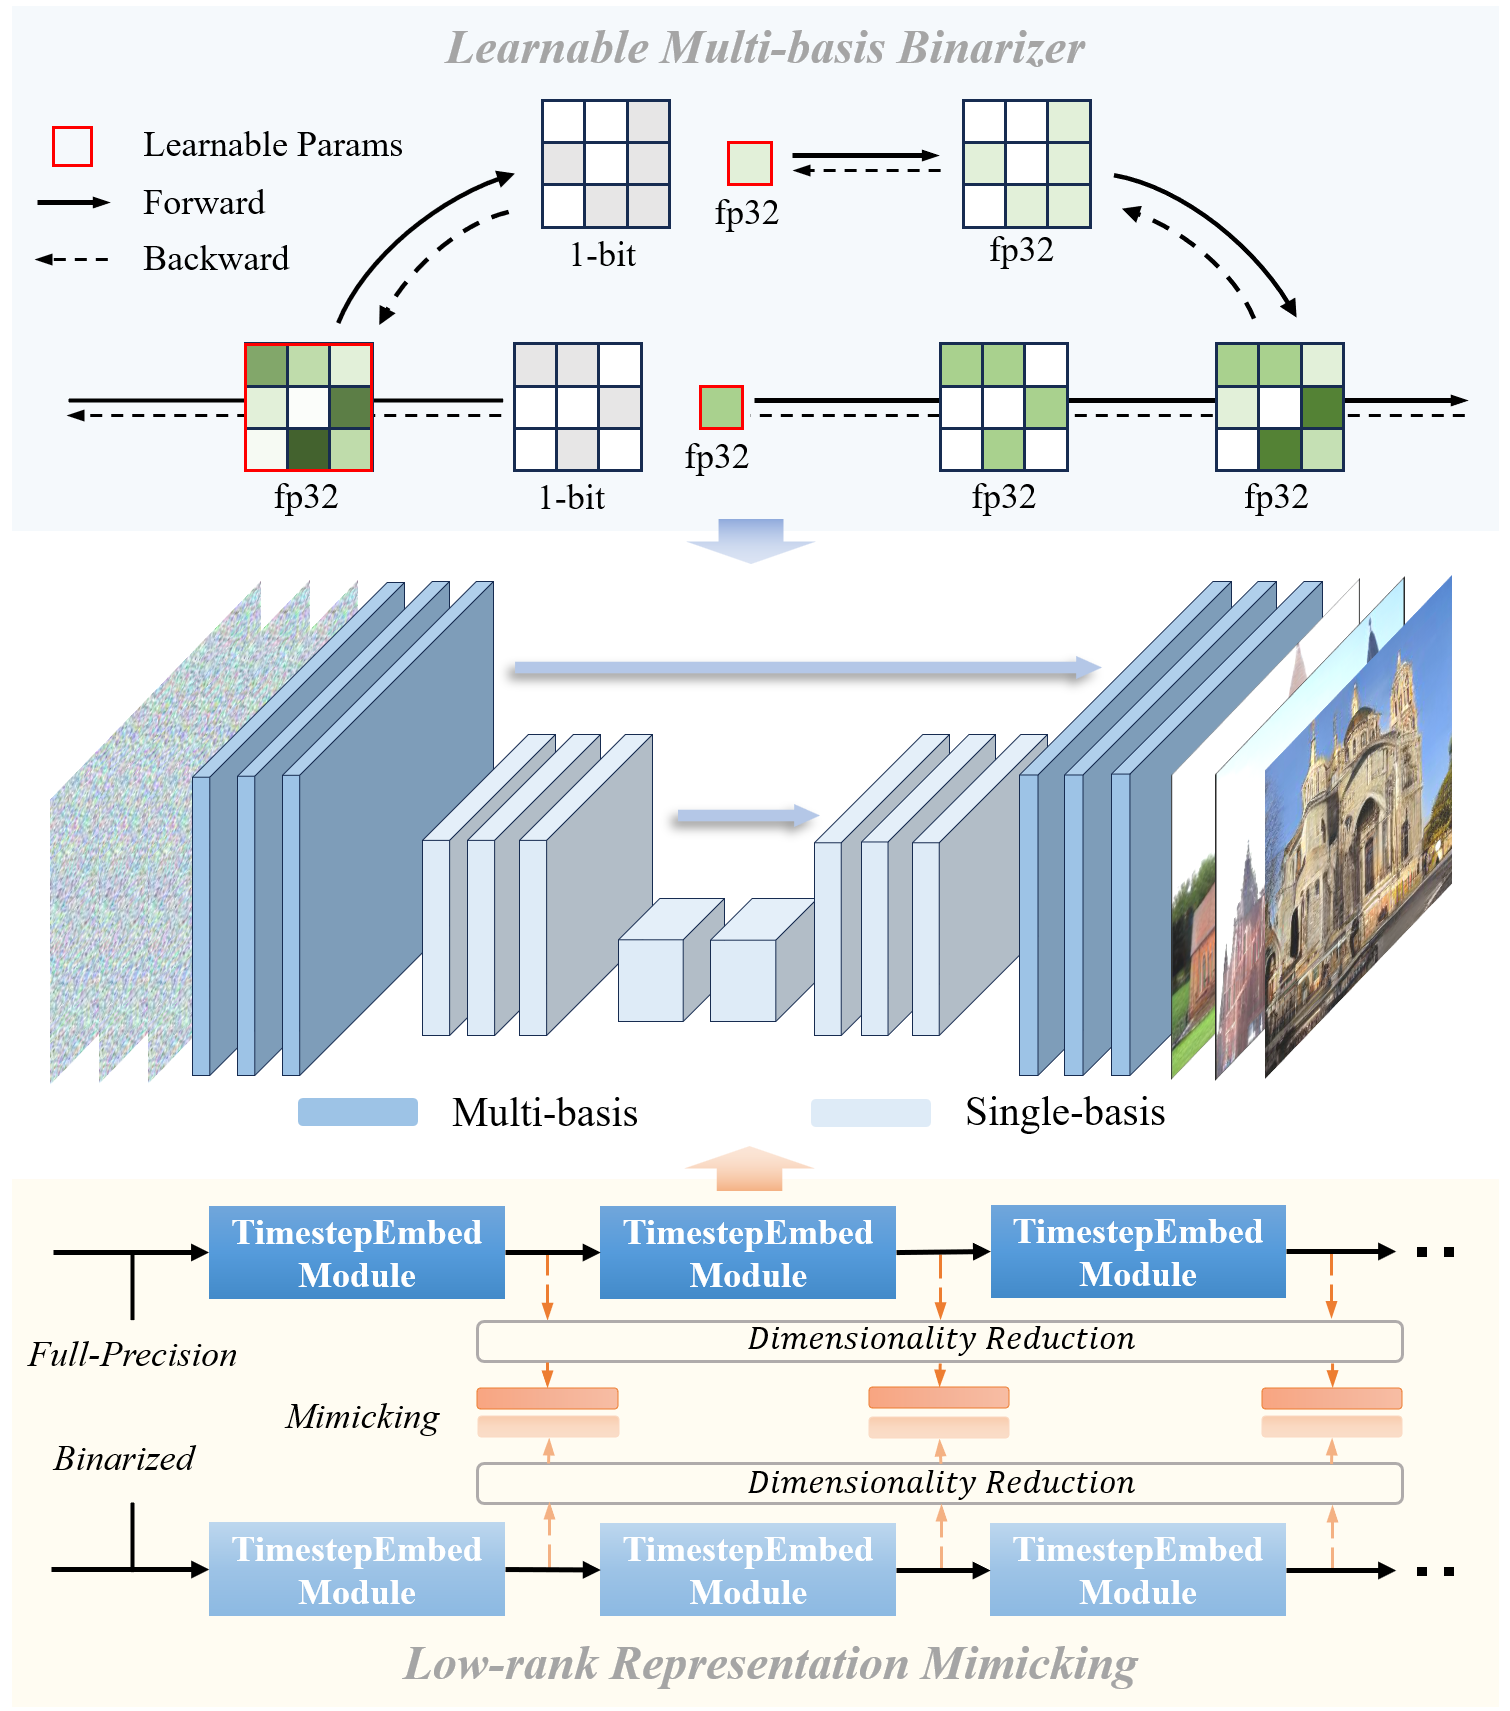 Learnable Multi-basis Binarizer
Learnable Params
Forward
Backward
1-bit
fp32
fp32
fp32
1-bit
fp32
fp32
fp32
Multi-basis
Single-basis
TimestepEmbed
Module
TimestepEmbed
Module
TimestepEmbed
Module
Full-Precision
Dimensionality Reduction
Mimicking
Binarized
Dimensionality Reduction
TimestepEmbed
Module
TimestepEmbed
Module
TimestepEmbed
Module
Low-rank Representation Mimicking